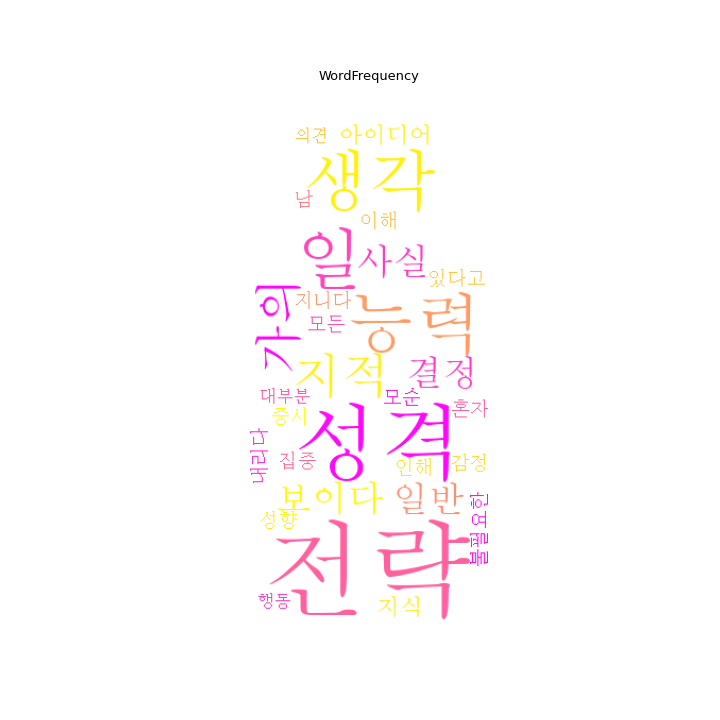 WordFrequency
의견 아이디어
생각
남
이해
일 사실
있다고
가의
지니다
능력
모든
지적 결정
대부분 모순
중시 혼자
성격
내리다
집중 인해 감정
보이다 일반
성향
불필요한
전략
행동 지식